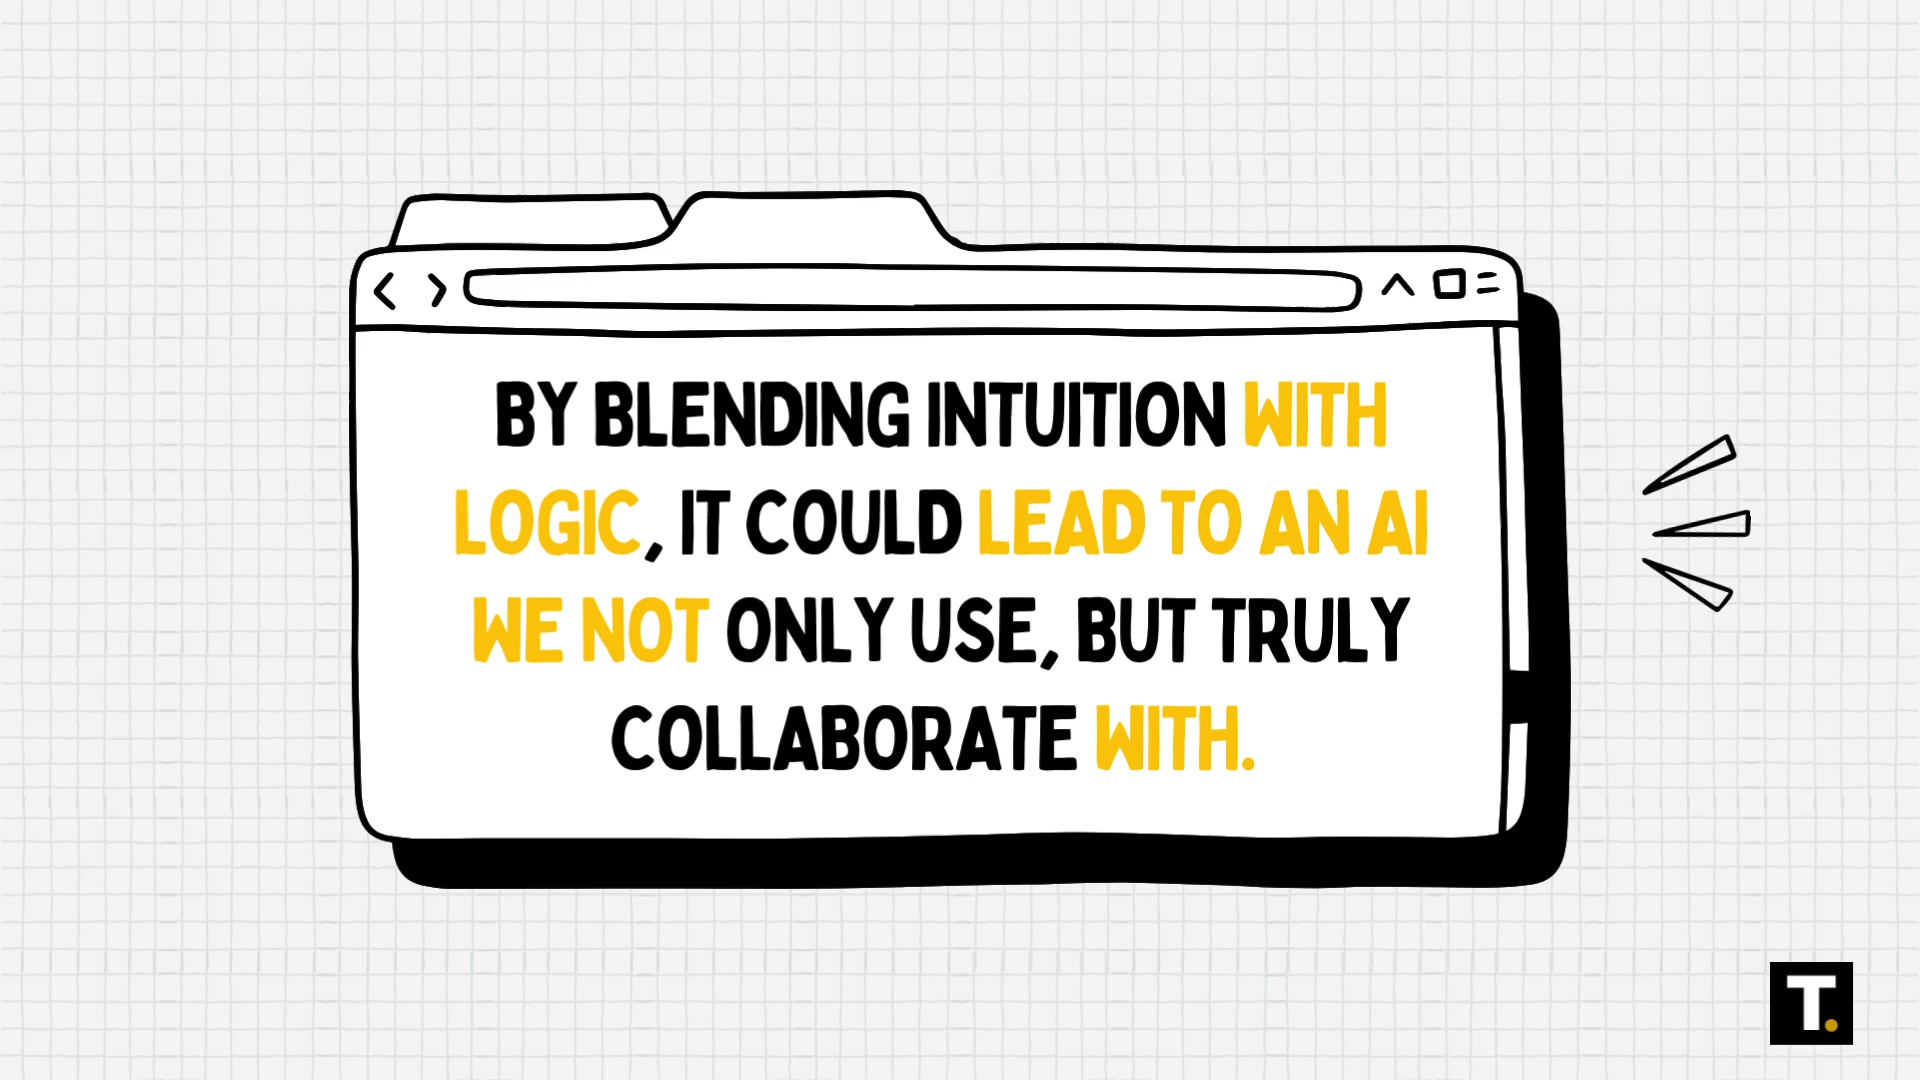 BY BLENDING INTUITION WITH
LOGIC, IT COULD LEAD TO AN AI
WE NOT ONLY USE, BUT TRULY
COLLABORATE WITH.
T.